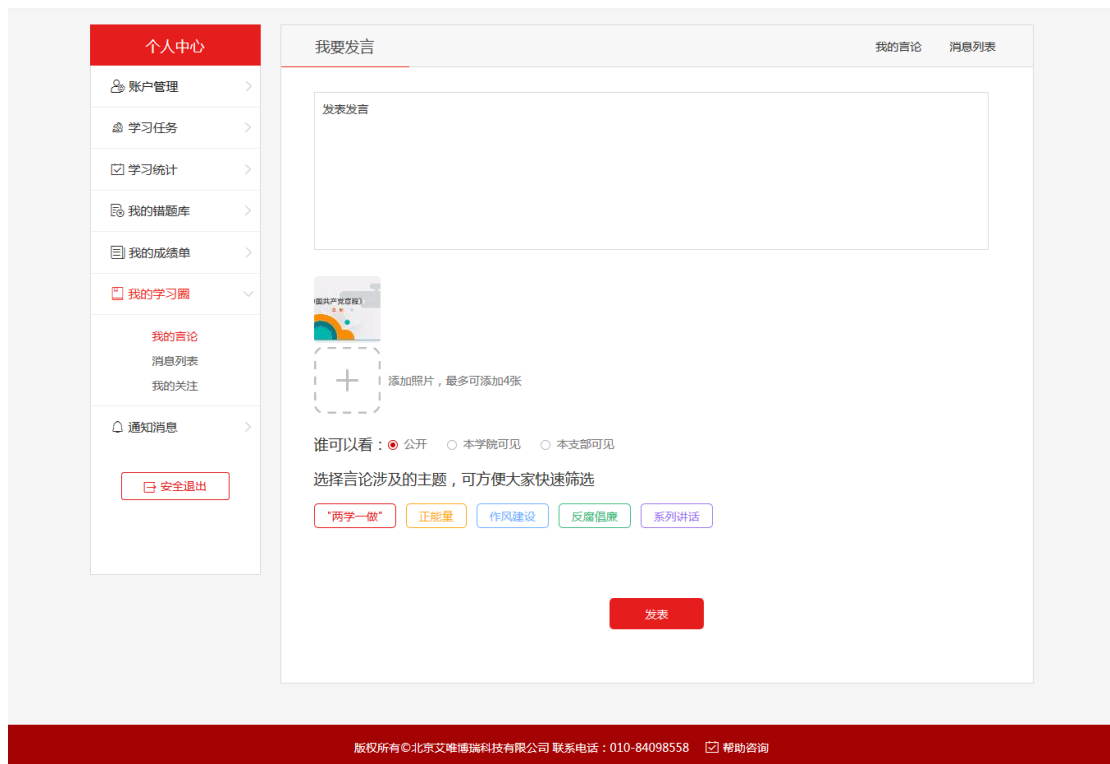 个人中心
账户管理
学习任务
学习统计
我的错题库
我的成绩单
我的学习圈
我的言论
消息列表
我的关注
通知消息
安全退出
我要发言
我的言论 消息列表
发表发言
国共产党章程》
添加照片，最多可添加4张
谁可以看： 公开 本学院可见 本支部可见
选择言论涉及的主题，可方便大家快速筛选
"两学一做" 正能量 作风建设 反腐倡廉 系列讲话
发表
版权所有©北京艾唯博瑞科技有限公司 联系电话：010-84098558 帮助咨询